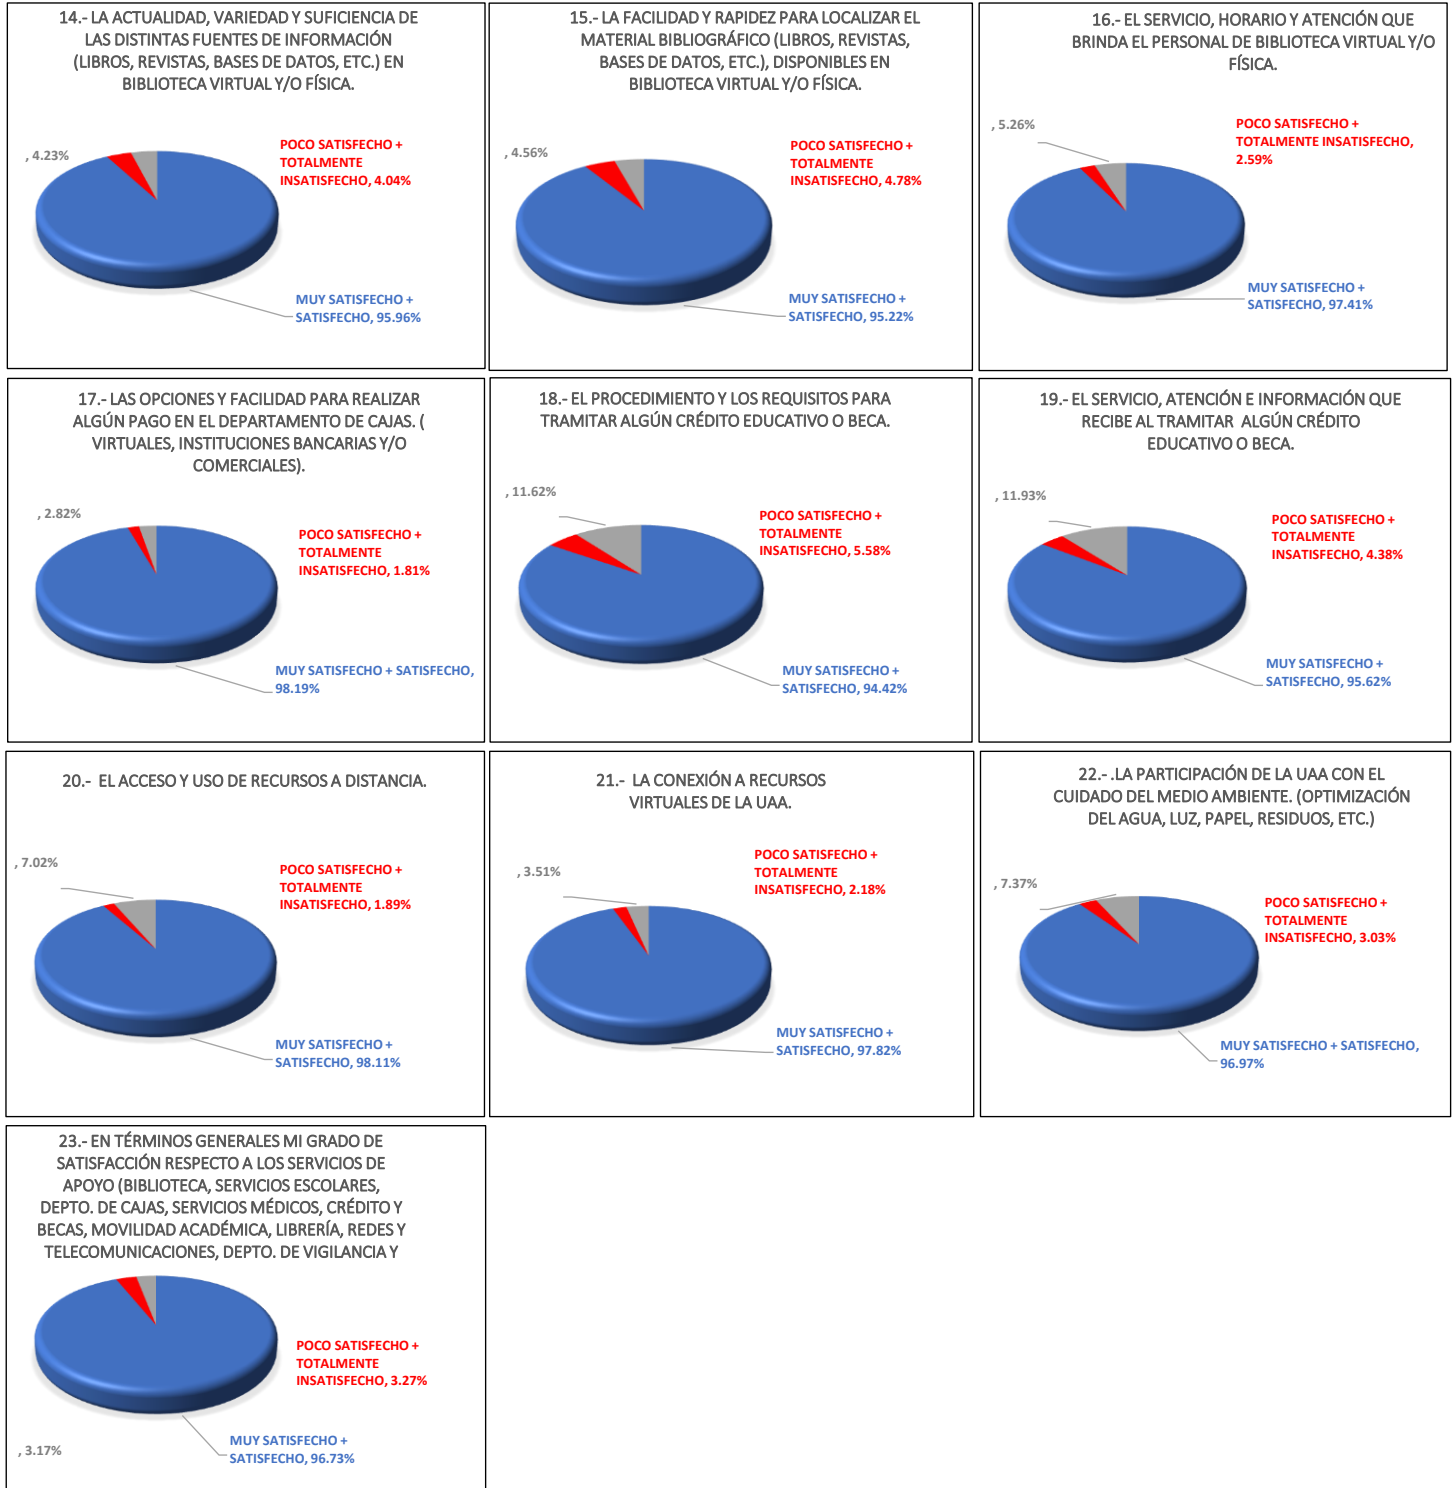 14.- LA ACTUALIDAD, VARIEDAD Y SUFICIENCIA DE
LAS DISTINTAS FUENTES DE INFORMACIÓN
(LIBROS, REVISTAS, BASES DE DATOS, ETC.) EN
BIBLIOTECA VIRTUAL Y/O FÍSICA.
, 4.23%
POCO SATISFECHO +
TOTALMENTE
INSATISFECHO, 4.04%
MUY SATISFECHO +
SATISFECHO, 95.96%
15.- LA FACILIDAD Y RAPIDEZ PARA LOCALIZAR EL
MATERIAL BIBLIOGRÁFICO (LIBROS, REVISTAS,
BASES DE DATOS, ETC.), DISPONIBLES EN
BIBLIOTECA VIRTUAL Y/O FÍSICA.
, 4.56%
POCO SATISFECHO +
TOTALMENTE
INSATISFECHO, 4.78%
MUY SATISFECHO +
SATISFECHO, 95.22%
16.- EL SERVICIO, HORARIO Y ATENCIÓN QUE
BRINDA EL PERSONAL DE BIBLIOTECA VIRTUAL Y/O
FÍSICA.
, 5.26%
POCO SATISFECHO +
TOTALMENTE INSATISFECHO,
2.59%
MUY SATISFECHO +
SATISFECHO, 97.41%
17.- LAS OPCIONES Y FACILIDAD PARA REALIZAR
ALGÚN PAGO EN EL DEPARTAMENTO DE CAJAS. (
VIRTUALES, INSTITUCIONES BANCARIAS Y/O
COMERCIALES).
, 2.82%
POCO SATISFECHO +
TOTALMENTE
INSATISFECHO, 1.81%
MUY SATISFECHO + SATISFECHO,
98.19%
18.- EL PROCEDIMIENTO Y LOS REQUISITOS PARA
TRAMITAR ALGÚN CRÉDITO EDUCATIVO O BECA.
, 11.62%
POCO SATISFECHO +
TOTALMENTE
INSATISFECHO, 5.58%
MUY SATISFECHO +
SATISFECHO, 94.42%
19.- EL SERVICIO, ATENCIÓN E INFORMACIÓN QUE
RECIBE AL TRAMITAR ALGÚN CRÉDITO
EDUCATIVO O BECA.
, 11.93%
POCO SATISFECHO +
TOTALMENTE
INSATISFECHO, 4.38%
MUY SATISFECHO +
SATISFECHO, 95.62%
20.- EL ACCESO Y USO DE RECURSOS A DISTANCIA.
, 7.02%
POCO SATISFECHO +
TOTALMENTE
INSATISFECHO, 1.89%
MUY SATISFECHO +
SATISFECHO, 98.11%
21.- LA CONEXIÓN A RECURSOS
VIRTUALES DE LA UAA.
, 3.51%
POCO SATISFECHO +
TOTALMENTE
INSATISFECHO, 2.18%
MUY SATISFECHO +
SATISFECHO, 97.82%
22.- .LA PARTICIPACIÓN DE LA UAA CON EL
CUIDADO DEL MEDIO AMBIENTE. (OPTIMIZACIÓN
DEL AGUA, LUZ, PAPEL, RESIDUOS, ETC.)
, 7.37%
POCO SATISFECHO +
TOTALMENTE
INSATISFECHO, 3.03%
MUY SATISFECHO + SATISFECHO,
96.97%
23.- EN TÉRMINOS GENERALES MI GRADO DE
SATISFACCIÓN RESPECTO A LOS SERVICIOS DE
APOYO (BIBLIOTECA, SERVICIOS ESCOLARES,
DEPTO. DE CAJAS, SERVICIOS MÉDICOS, CRÉDITO Y
BECAS, MOVILIDAD ACADÉMICA, LIBRERÍA, REDES Y
TELECOMUNICACIONES, DEPTO. DE VIGILANCIA Y
POCO SATISFECHO +
TOTALMENTE
INSATISFECHO, 3.27%
MUY SATISFECHO +
SATISFECHO, 96.73%
, 3.17%